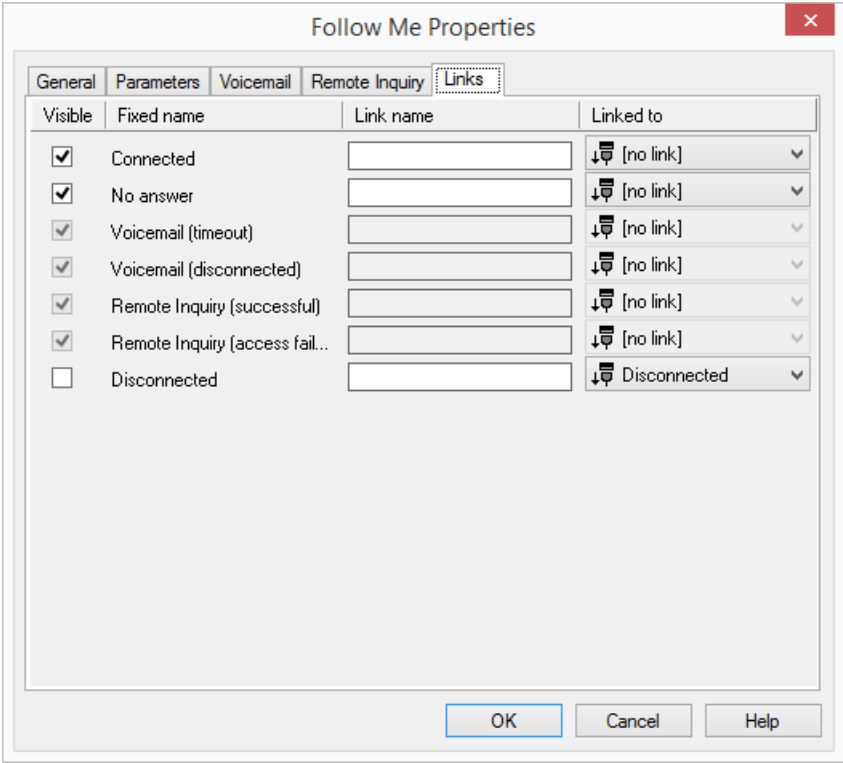 Follow Me Properties
General Parameters Voicemail Remote Inquiry Links
Visible Fixed name Link name Linked to
Connected [no link]
No answer [no link]
Voicemail (timeout) [no link]
Voicemail (disconnected) [no link]
Remote Inquiry (successful) [no link]
Remote Inquiry (access fail... [no link]
Disconnected Disconnected
OK Cancel Help